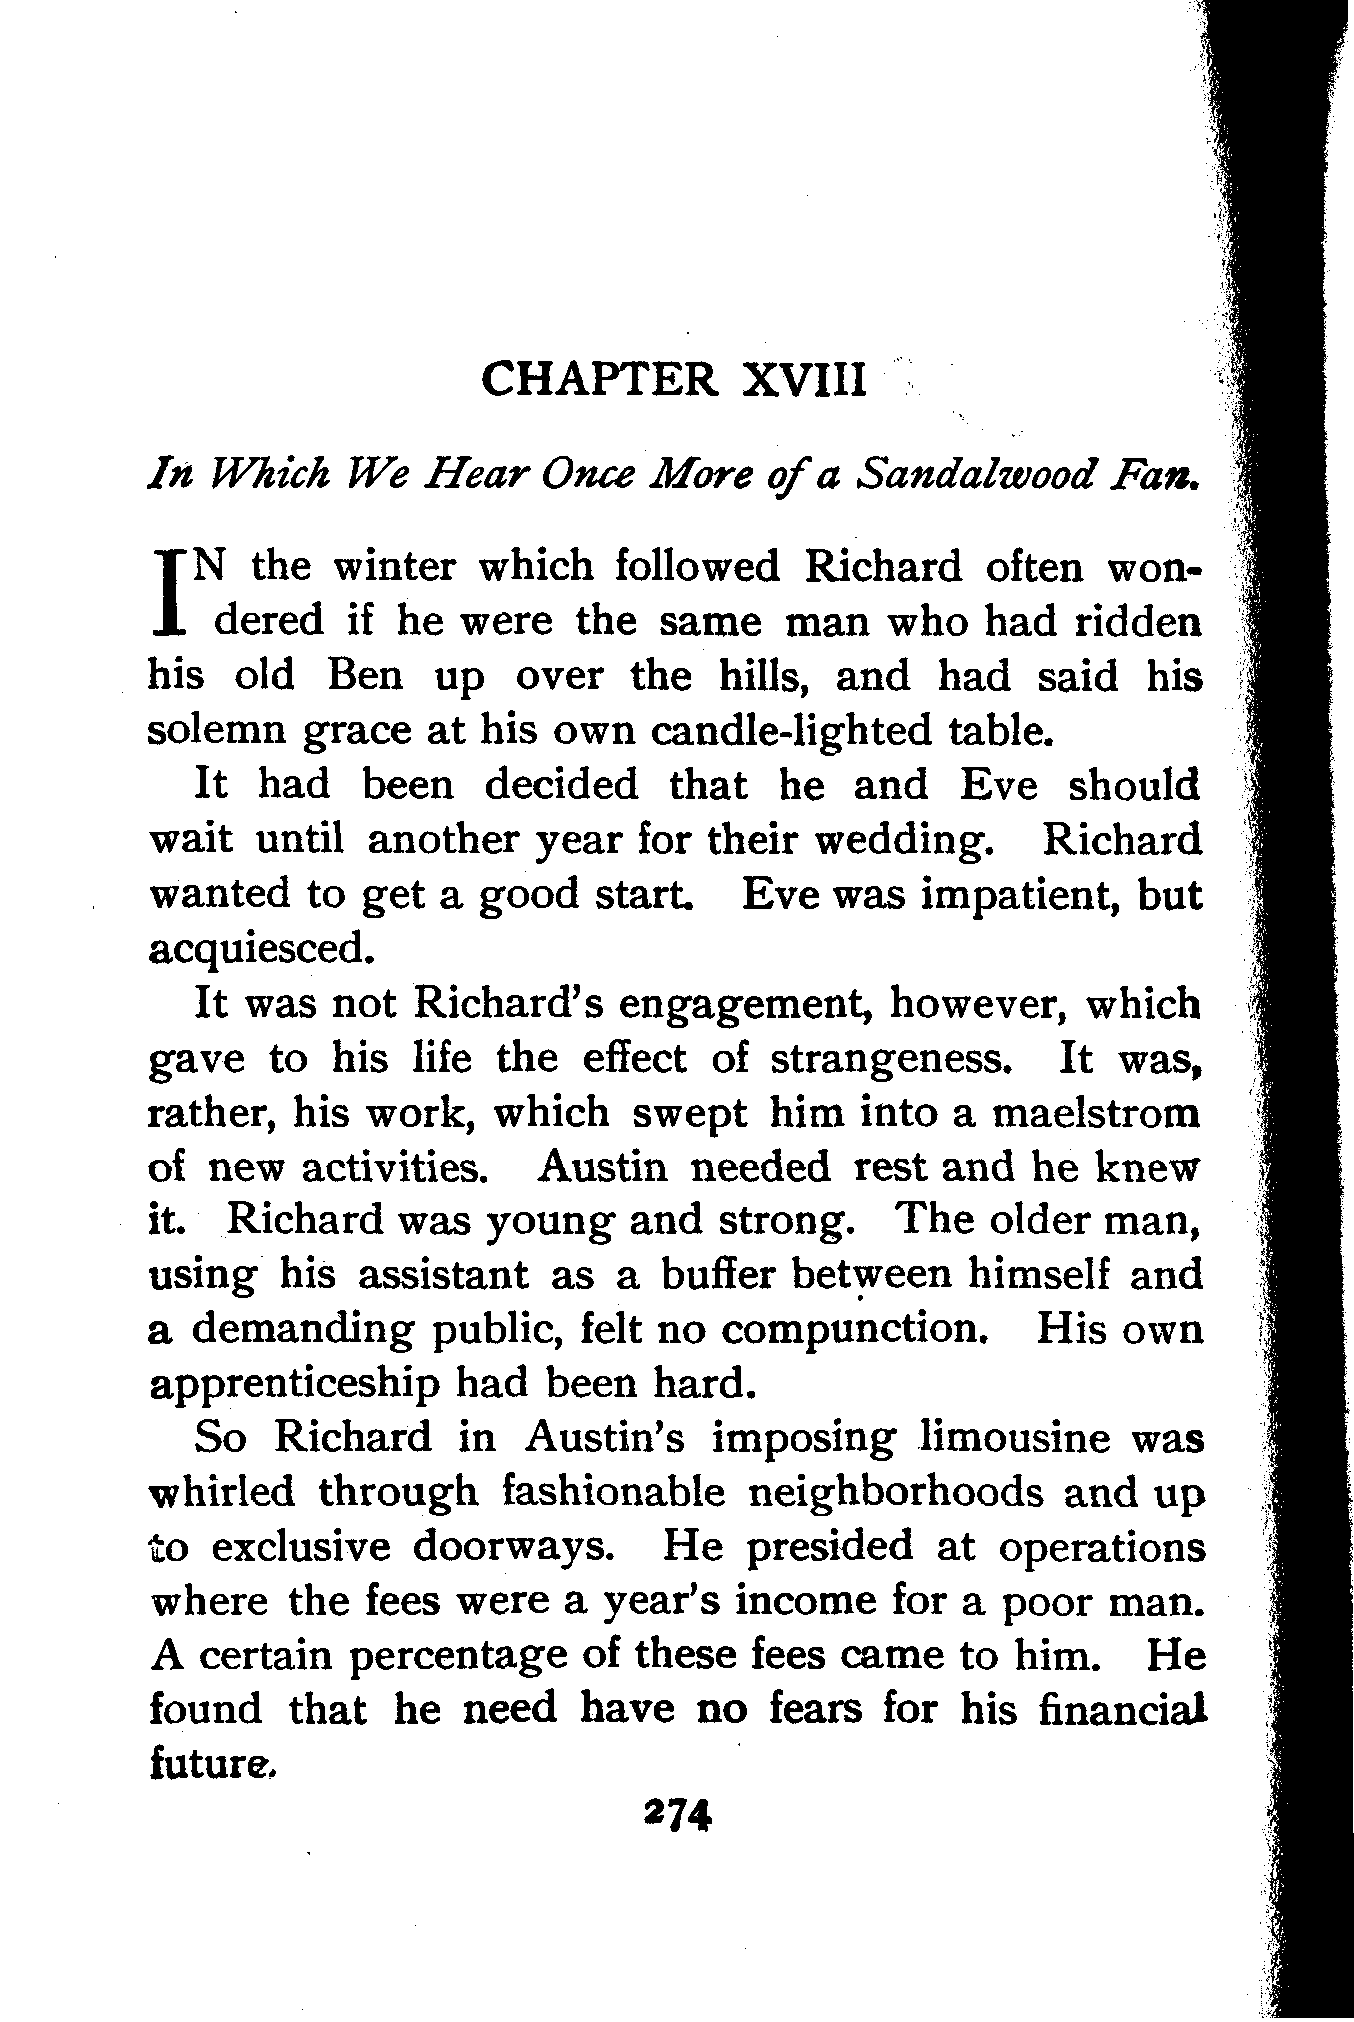 CHAPTER XVIII
In Which We Hear Once More of a Sandalwood Fan.
IN the winter which followed Richard often won-
dered if he were the same man who had ridden
his old Ben up over the hills, and had said his
solemn grace at his own candle-lighted table.
It had been decided that he and Eve should
wait until another year for their wedding. Richard
wanted to get a good start. Eve was impatient, but
acquiesced.
It was not Richard's engagement, however, which
gave to his life the effect of strangeness. It was,
rather, his work, which swept him into a maelstrom
of new activities. Austin needed rest and he knew
it. Richard was young and strong. The older man,
using his assistant as a buffer between himself and
a demanding public, felt no compunction. His own
apprenticeship had been hard.
So Richard in Austin's imposing limousine was
whirled through fashionable neighborhoods and up
to exclusive doorways. He presided at operations
where the fees were a year's income for a poor man.
A certain percentage of these fees came to him. He
found that he need have no fears for his financial
future.
274